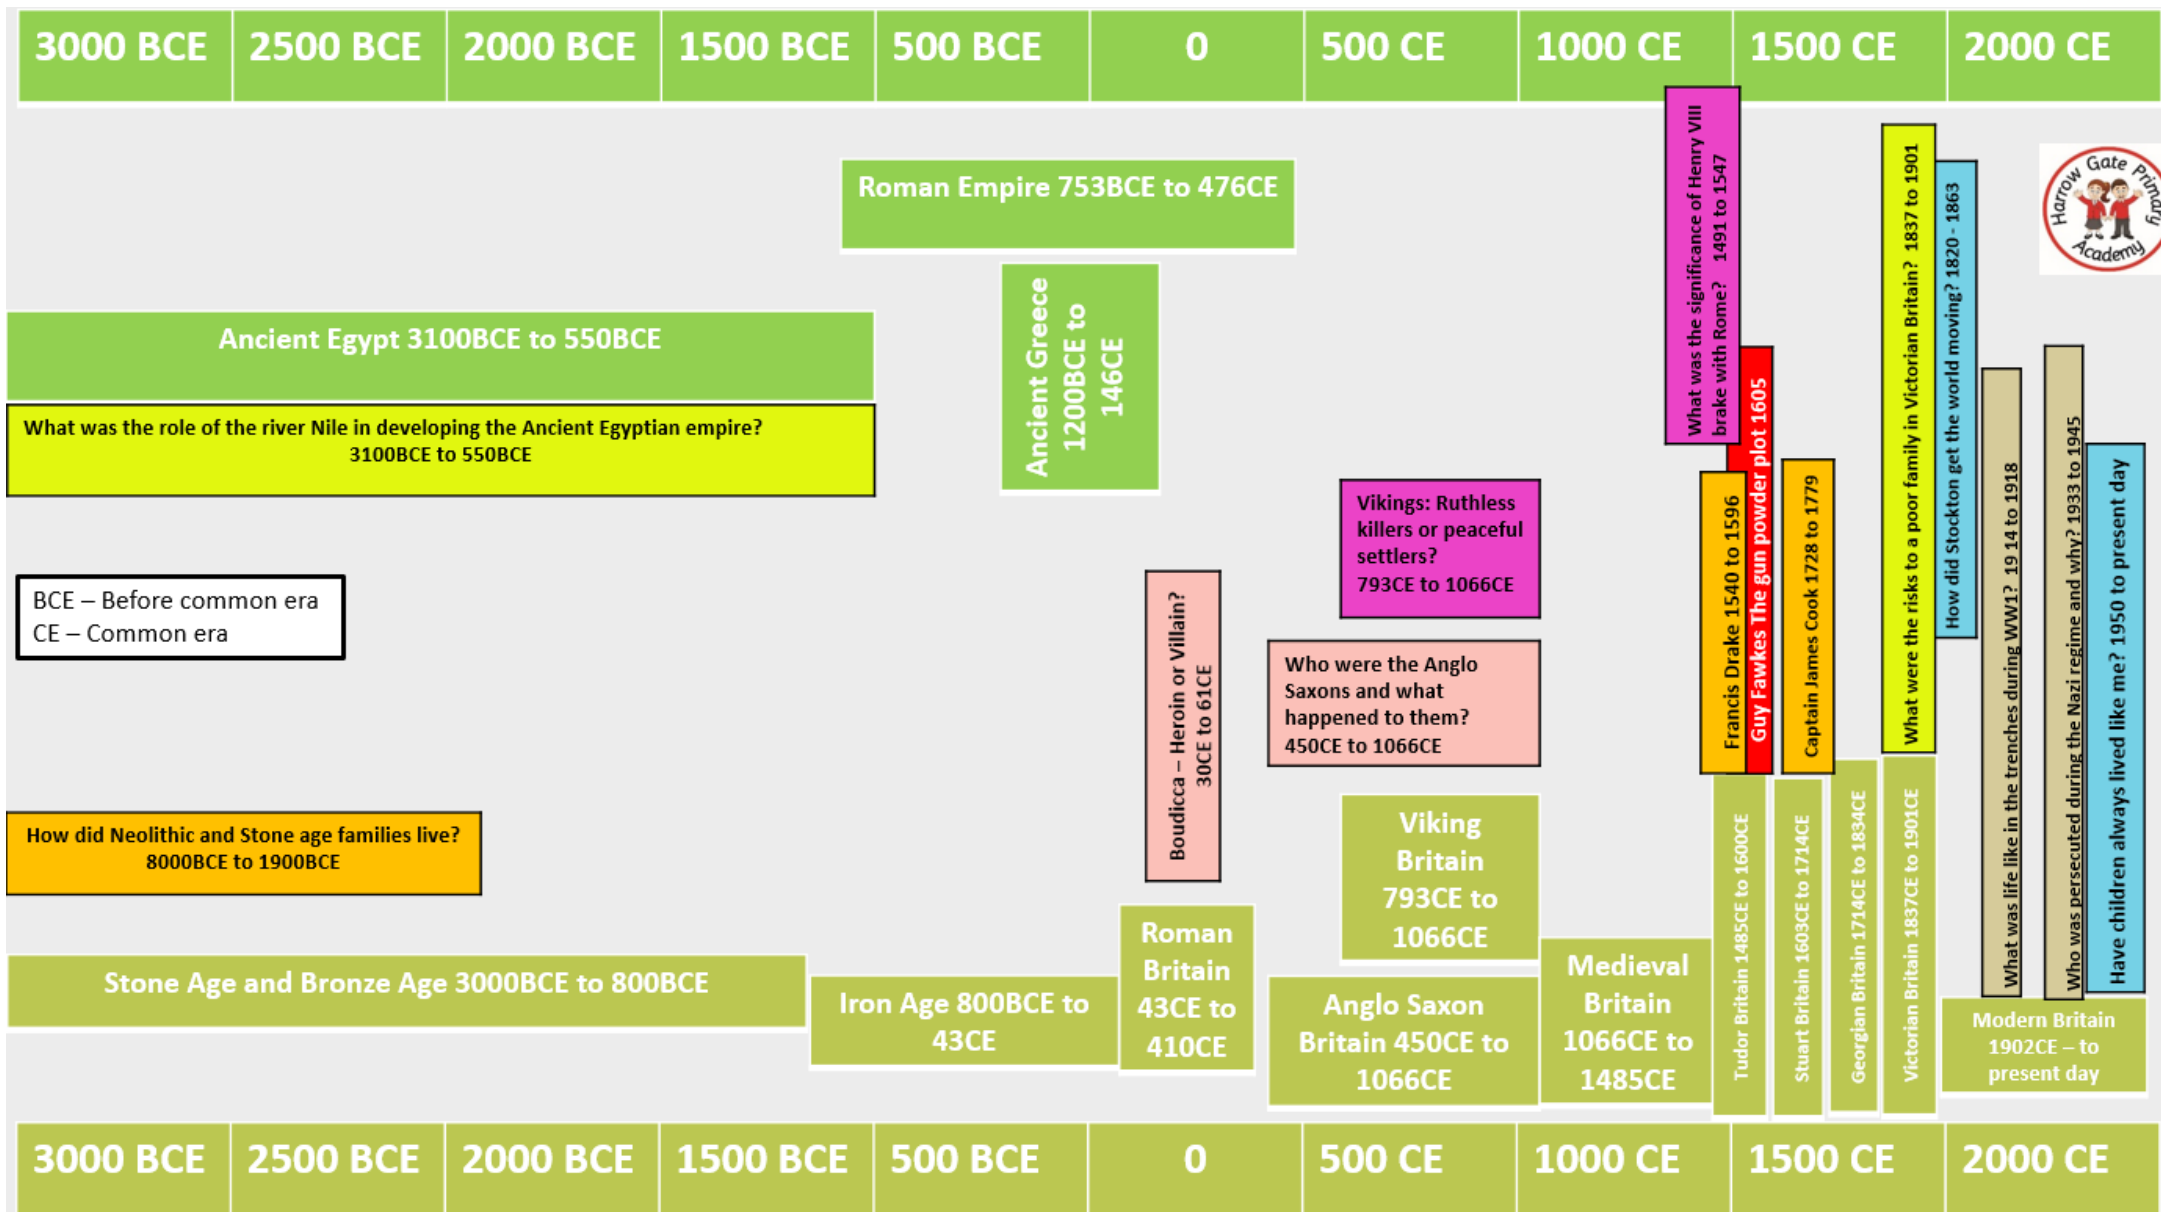 3000 BCE
2500 BCE
2000 BCE
1500 BCE
500 BCE
0
500 CE
1000 CE
1500 CE
2000 CE
Roman Empire 753BCE to 476CE
Ancient Greece
1200BCE to
146CE
Ancient Egypt 3100BCE to 550BCE
What was the role of the river Nile in developing the Ancient Egyptian empire?
3100BCE to 550BCE
BCE – Before common era
CE – Common era
How did Neolithic and Stone age families live?
8000BCE to 1900BCE
Boudicca – Heroin or Villain?
30CE to 61CE
Vikings: Ruthless
killers or peaceful
settlers?
793CE to 1066CE
Who were the Anglo
Saxons and what
happened to them?
450CE to 1066CE
What was the significance of Henry VIII
brake with Rome? 1491 to 1547
Guy Fawkes The gun powder plot 1605
Francis Drake 1540 to 1596
Captain James Cook 1728 to 1779
What were the risks to a poor family in Victorian Britain? 1837 to 1901
How did Stockton get the world moving? 1820 - 1863
What was life like in the trenches during WW1? 19 14 to 1918
Who was persecuted during the Nazi regime and why? 1933 to 1945
Have children always lived like me? 1950 to present day
Harrow Gate Primary
Academy
Stone Age and Bronze Age 3000BCE to 800BCE
Iron Age 800BCE to
43CE
Roman
Britain
43CE to
410CE
Viking
Britain
793CE to
1066CE
Anglo Saxon
Britain 450CE to
1066CE
Medieval
Britain
1066CE to
1485CE
Tudor Britain 1485CE to 1600CE
Stuart Britain 1603CE to 1714CE
Georgian Britain 1714CE to 1834CE
Victorian Britain 1837CE to 1901CE
Modern Britain
1902CE – to
present day
3000 BCE
2500 BCE
2000 BCE
1500 BCE
500 BCE
0
500 CE
1000 CE
1500 CE
2000 CE